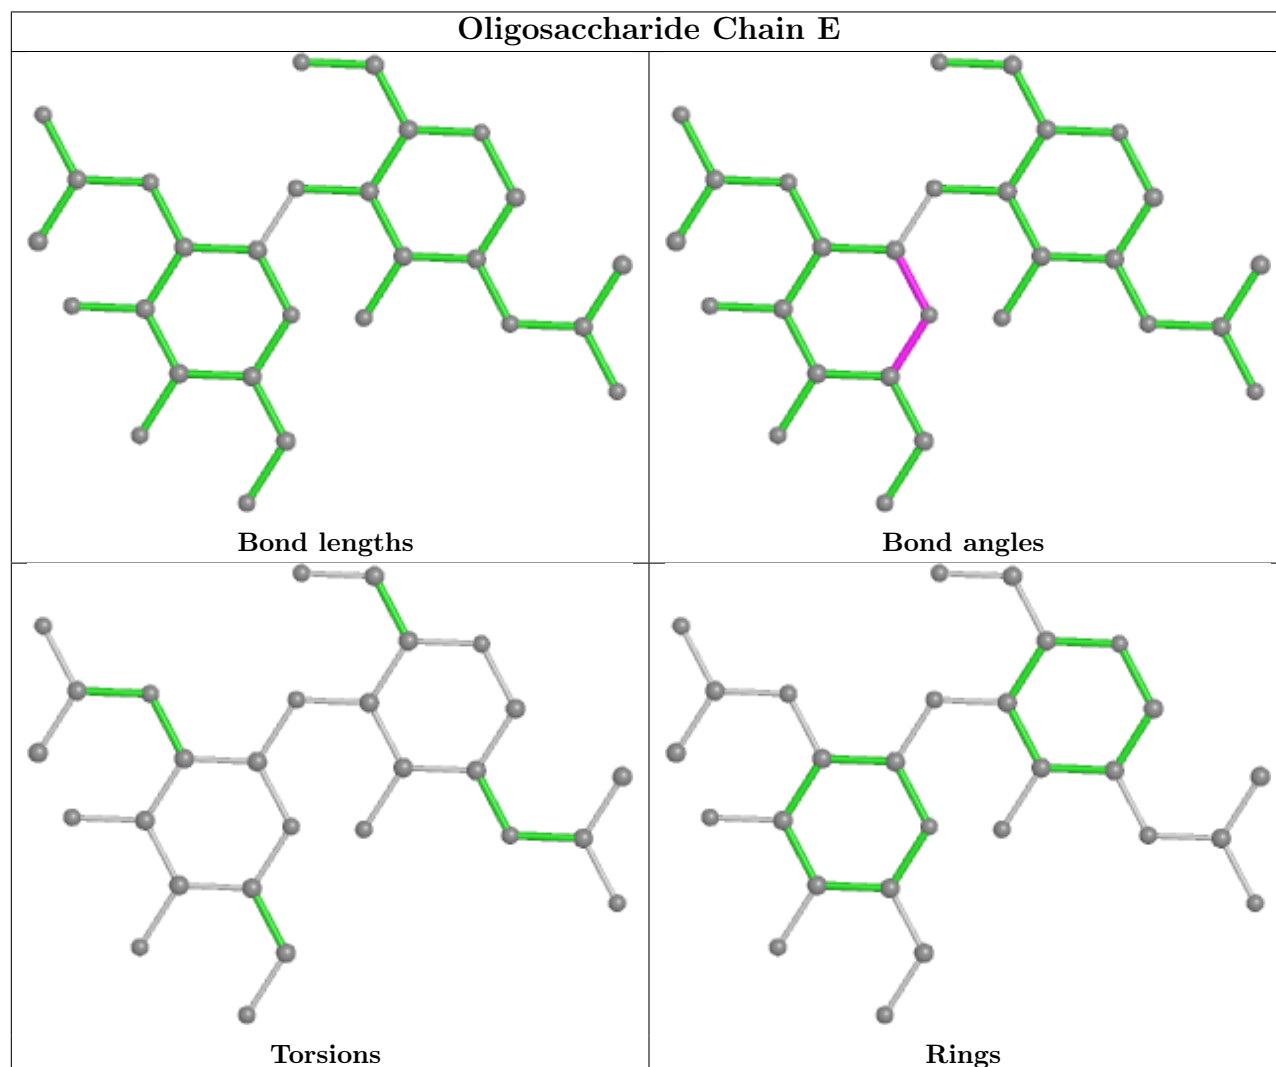 Oligosaccharide Chain E
Bond lengths
Bond angles
Torsions
Rings